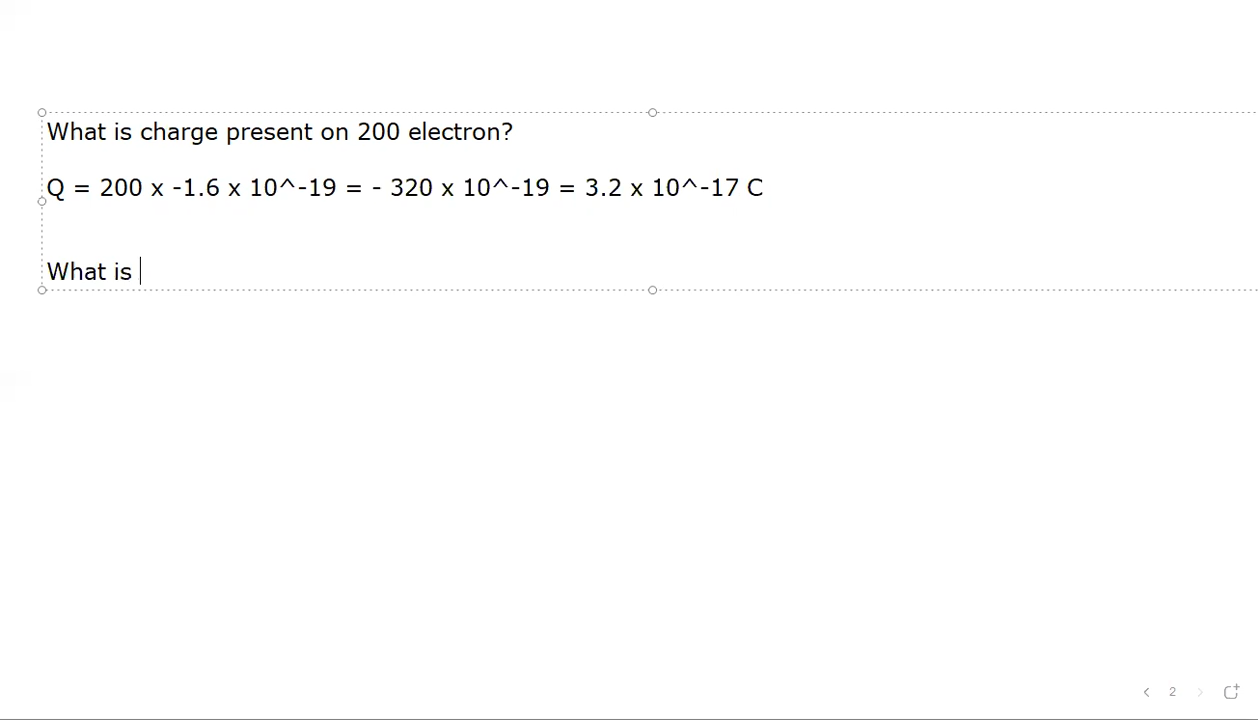 What is charge present on 200 electron?
Q = 200 x -1.6 x 10^-19 = - 320 x 10^-19 = 3.2 x 10^-17 C
What is
2